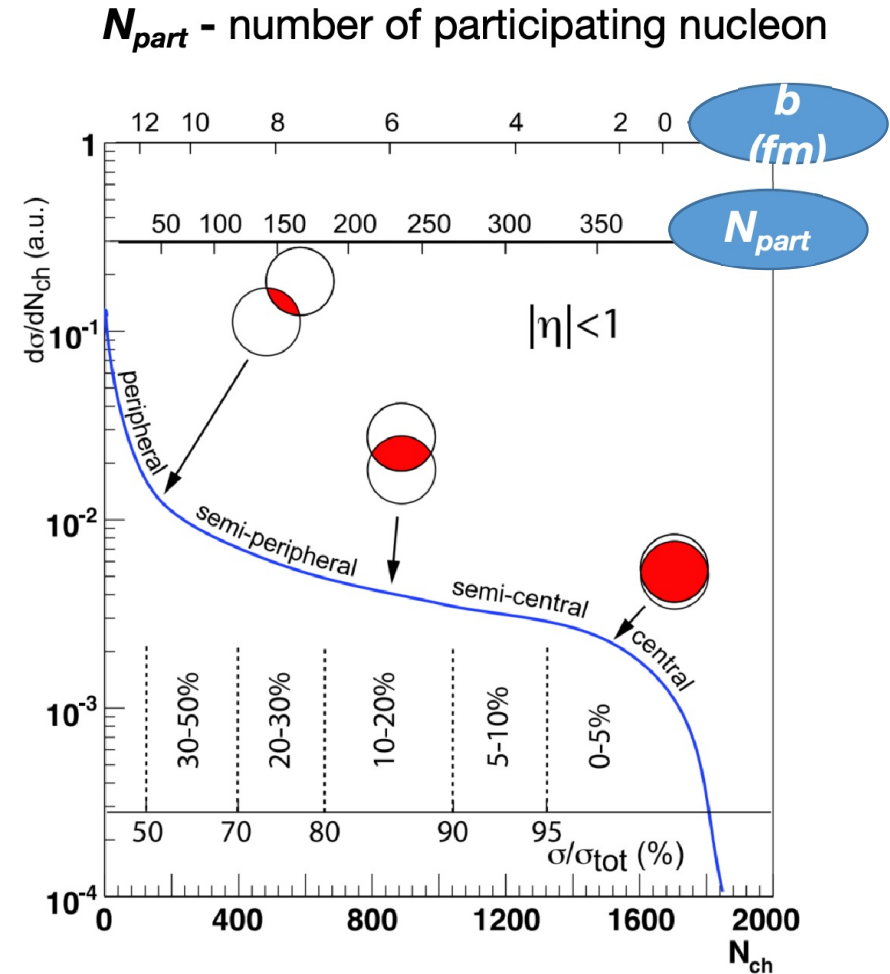 N_part - number of participating nucleon
12 10 8 6 4 2 0
b
(fm)
1
50 100 150 200 250 300 350
N_part
dσ/dN_ch (a.u.)
|η|<1
10^-1
peripheral
10^-2
semi-peripheral
semi-central
central
10^-3
30-50%
20-30%
10-20%
5-10%
0-5%
50 70 80 90 95
σ/σ_tot (%)
10^-4
0 400 800 1200 1600 2000
N_ch